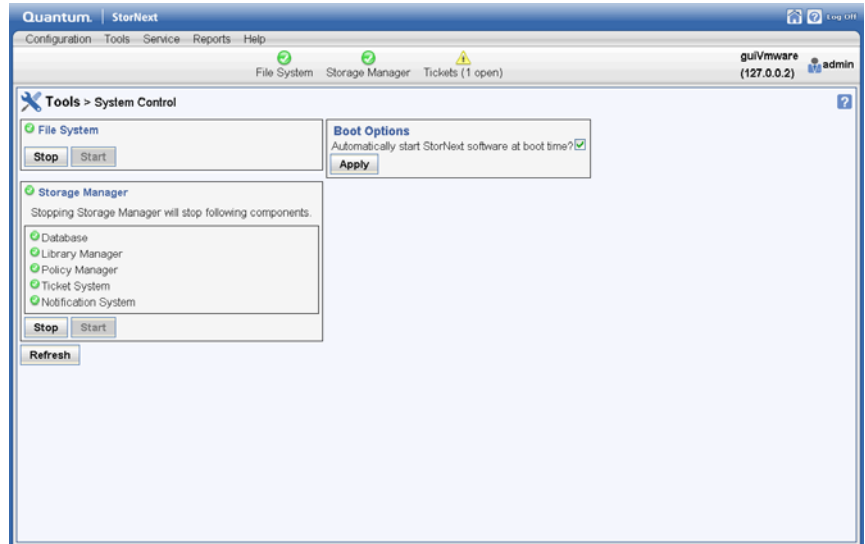 Quantum. StorNext Log Off
Configuration Tools Service Reports Help
File System Storage Manager Tickets (1 open)
guiVmware
(127.0.0.2)
admin
Tools > System Control
File System
Stop Start
Boot Options
Automatically start StorNext software at boot time?
Apply
Storage Manager
Stopping Storage Manager will stop following components.
Database
Library Manager
Policy Manager
Ticket System
Notification System
Stop Start
Refresh